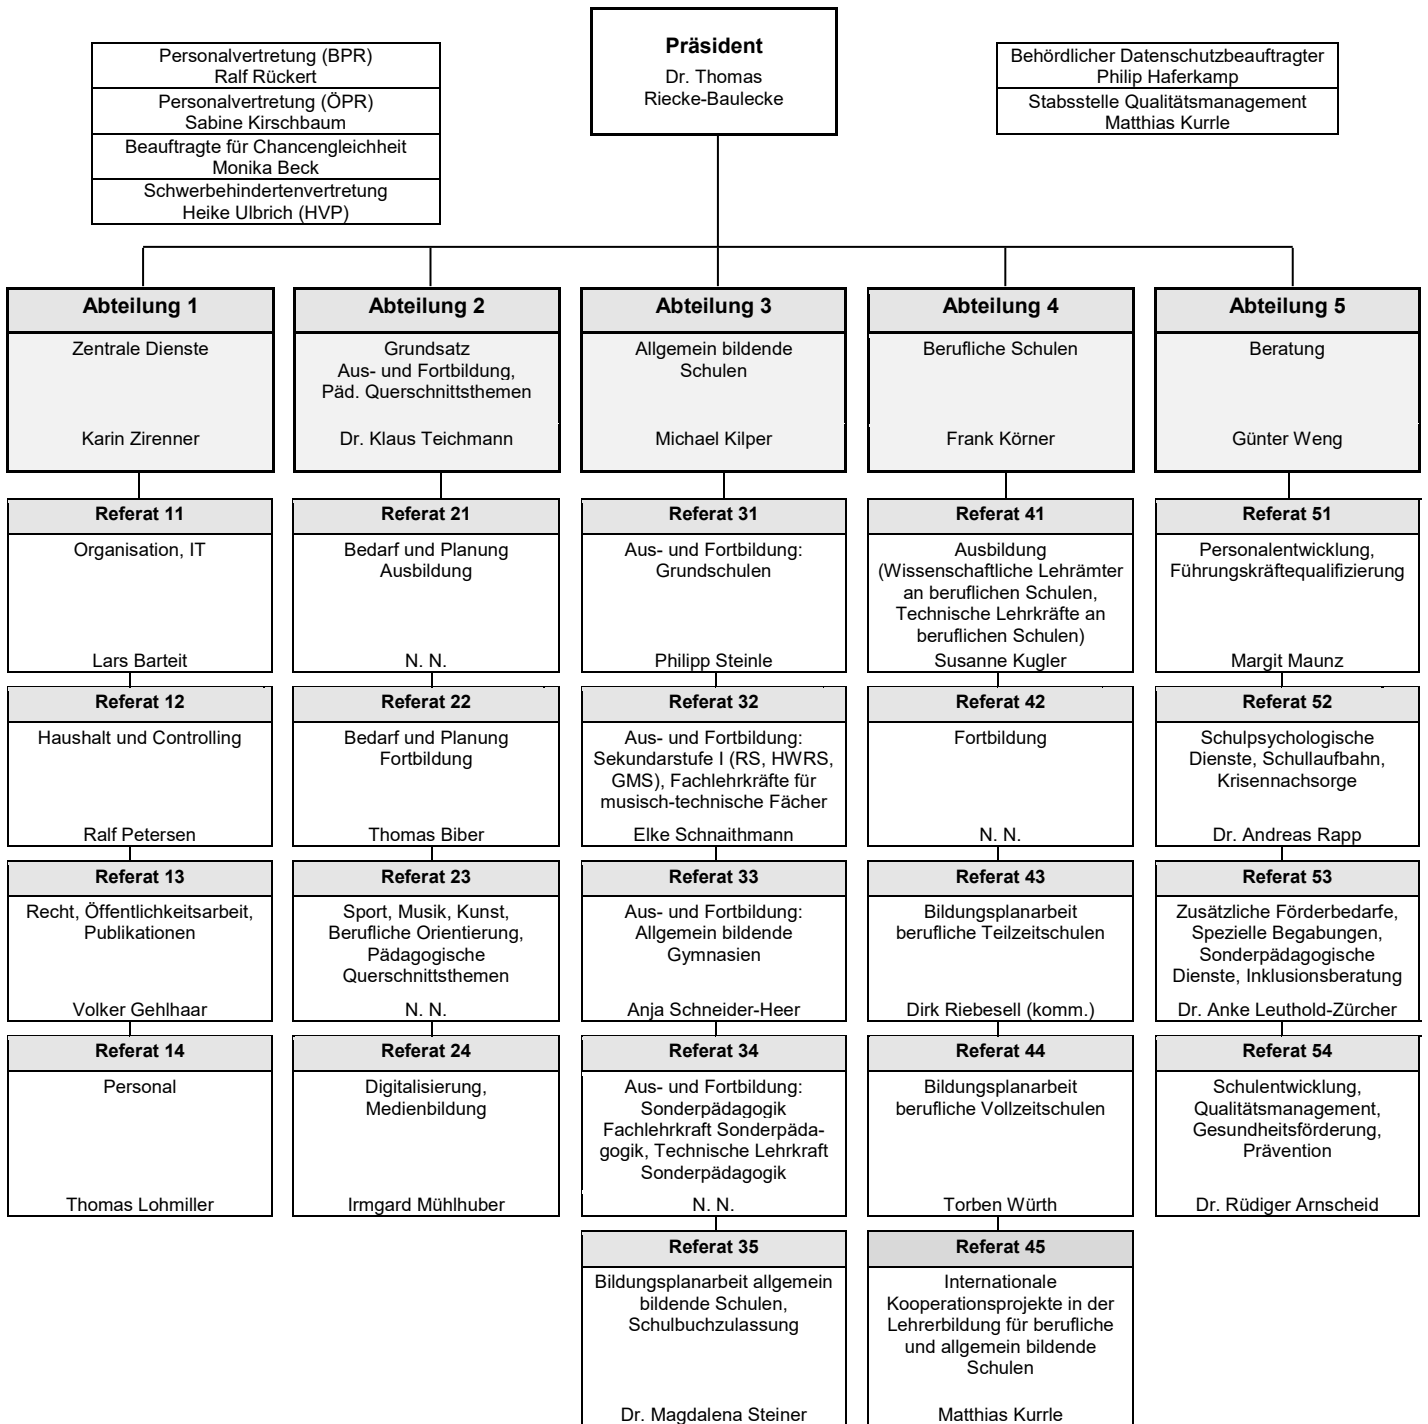 Präsident
Dr. Thomas
Riecke-Baulecke
Personalvertretung (BPR)
Ralf Rückert
Personalvertretung (ÖPR)
Sabine Kirschbaum
Beauftragte für Chancengleichheit
Monika Beck
Schwerbehindertenvertretung
Heike Ulbrich (HVP)
Behördlicher Datenschutzbeauftragter
Philip Haferkamp
Stabsstelle Qualitätsmanagement
Matthias Kurrle
Abteilung 1
Zentrale Dienste
Karin Zirenner
Referat 11
Organisation, IT
Lars Barteit
Referat 12
Haushalt und Controlling
Ralf Petersen
Referat 13
Recht, Öffentlichkeitsarbeit,
Publikationen
Volker Gehlhaar
Referat 14
Personal
Thomas Lohmiller
Abteilung 2
Grundsatz
Aus- und Fortbildung,
Päd. Querschnittsthemen
Dr. Klaus Teichmann
Referat 21
Bedarf und Planung
Ausbildung
N. N.
Referat 22
Bedarf und Planung
Fortbildung
Thomas Biber
Referat 23
Sport, Musik, Kunst,
Berufliche Orientierung,
Pädagogische
Querschnittsthemen
N. N.
Referat 24
Digitalisierung,
Medienbildung
Irmgard Mühlhuber
Abteilung 3
Allgemein bildende
Schulen
Michael Kilper
Referat 31
Aus- und Fortbildung:
Grundschulen
Philipp Steinle
Referat 32
Aus- und Fortbildung:
Sekundarstufe I (RS, HWRS,
GMS), Fachlehrkräfte für
musisch-technische Fächer
Elke Schnaithmann
Referat 33
Aus- und Fortbildung:
Allgemein bildende
Gymnasien
Anja Schneider-Heer
Referat 34
Aus- und Fortbildung:
Sonderpädagogik
Fachlehrkraft Sonderpäda-
gogik, Technische Lehrkraft
Sonderpädagogik
N. N.
Referat 35
Bildungsplanarbeit allgemein
bildende Schulen,
Schulbuchzulassung
Dr. Magdalena Steiner
Abteilung 4
Berufliche Schulen
Frank Körner
Referat 41
Ausbildung
(Wissenschaftliche Lehrämter
an beruflichen Schulen,
Technische Lehrkräfte an
beruflichen Schulen)
Susanne Kugler
Referat 42
Fortbildung
N. N.
Referat 43
Bildungsplanarbeit
berufliche Teilzeitschulen
Dirk Riebesell (komm.)
Referat 44
Bildungsplanarbeit
berufliche Vollzeitschulen
Torben Würth
Referat 45
Internationale
Kooperationsprojekte in der
Lehrerbildung für berufliche
und allgemein bildende
Schulen
Matthias Kurrle
Abteilung 5
Beratung
Günter Weng
Referat 51
Personalentwicklung,
Führungskräftequalifizierung
Margit Maunz
Referat 52
Schulpsychologische
Dienste, Schullaufbahn,
Krisennachsorge
Dr. Andreas Rapp
Referat 53
Zusätzliche Förderbedarfe,
Spezielle Begabungen,
Sonderpädagogische
Dienste, Inklusionsberatung
Dr. Anke Leuthold-Zürcher
Referat 54
Schulentwicklung,
Qualitätsmanagement,
Gesundheitsförderung,
Prävention
Dr. Rüdiger Arnscheid